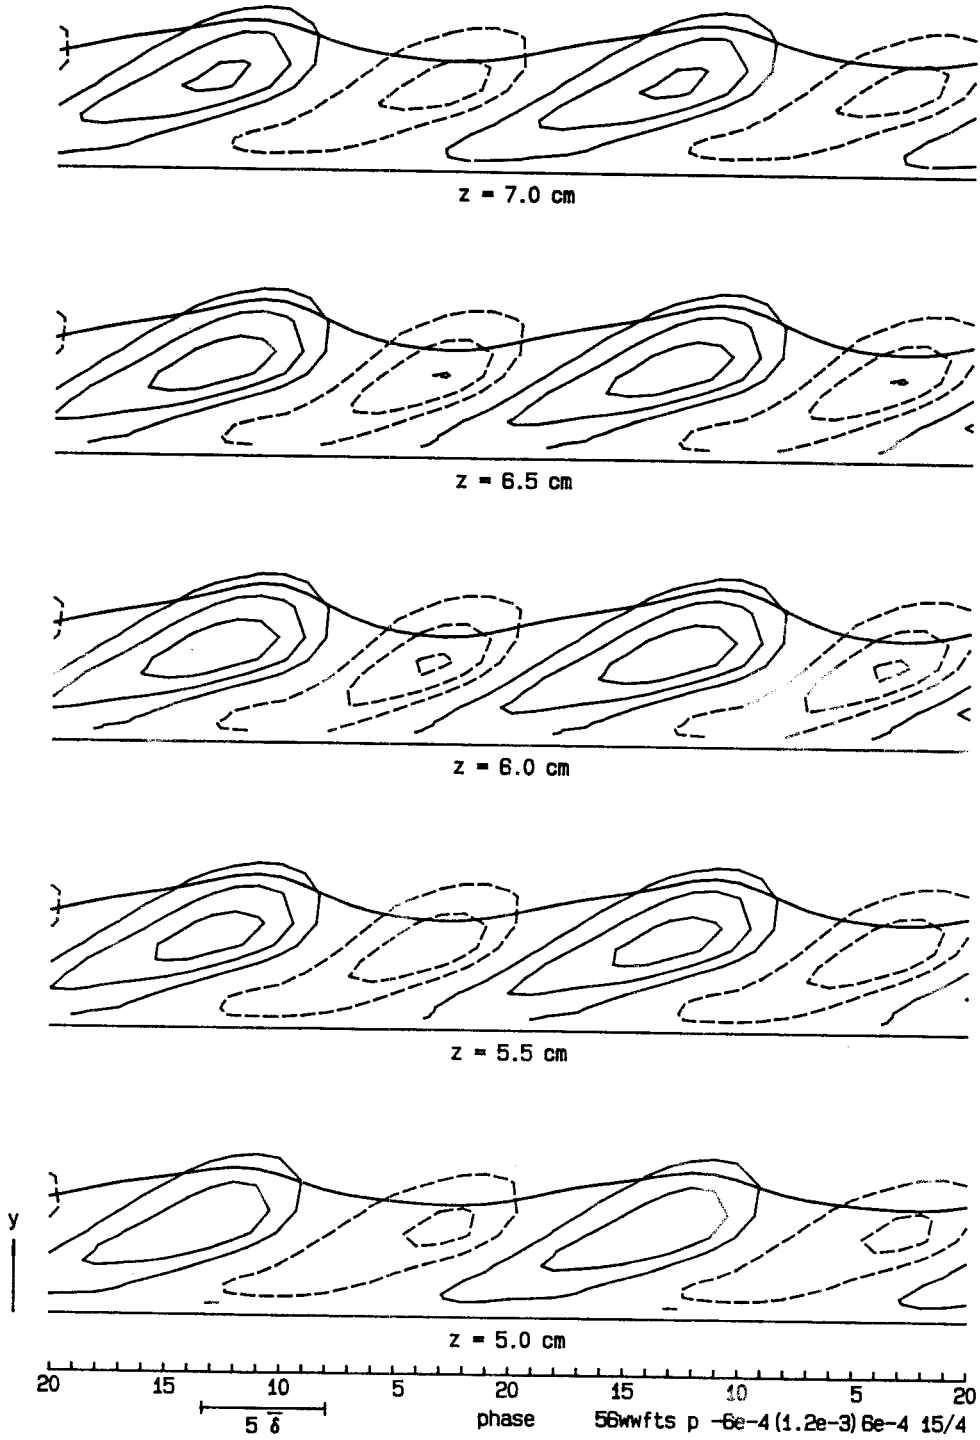 z = 7.0 cm
z = 6.5 cm
z = 6.0 cm
z = 5.5 cm
y
z = 5.0 cm
20 15 10 5 20 15 10 5 20
5 δ̅ phase 56wwfts p -6e-4(1.2e-3)6e-4 15/4